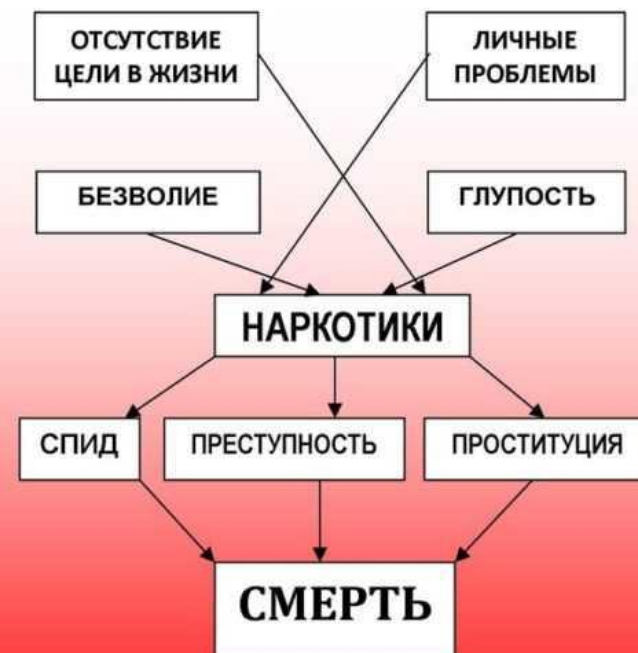 ОТСУТСТВИЕ
ЦЕЛИ В ЖИЗНИ
ЛИЧНЫЕ
ПРОБЛЕМЫ
БЕЗВОЛИЕ
ГЛУПОСТЬ
НАРКОТИКИ
СПИД
ПРЕСТУПНОСТЬ
ПРОСТИТУЦИЯ
СМЕРТЬ